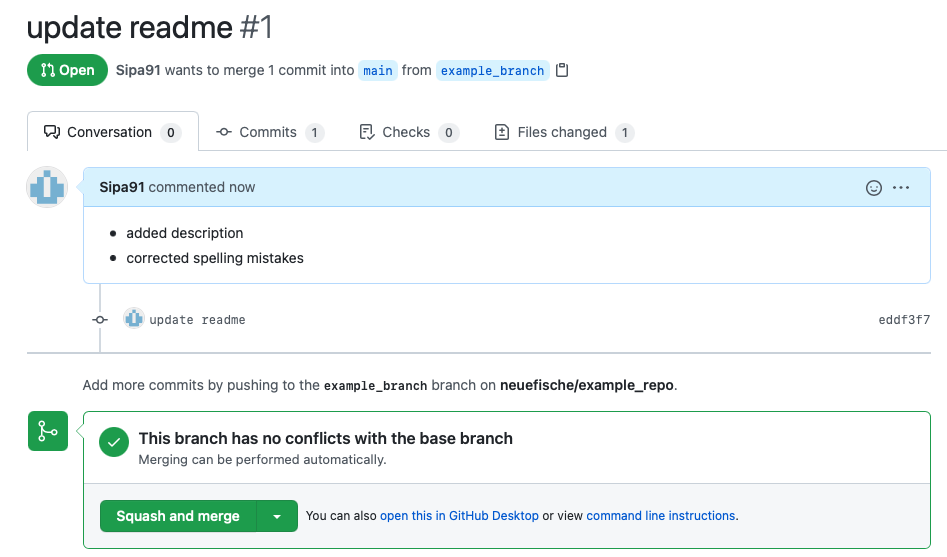 update readme #1
Open Sipa91 wants to merge 1 commit into main from example_branch
Conversation 0 Commits 1 Checks 0 Files changed 1
Sipa91 commented now
added description
corrected spelling mistakes
update readme eddf3f7
Add more commits by pushing to the example_branch branch on neuefische/example_repo.
This branch has no conflicts with the base branch
Merging can be performed automatically.
Squash and merge You can also open this in GitHub Desktop or view command line instructions.